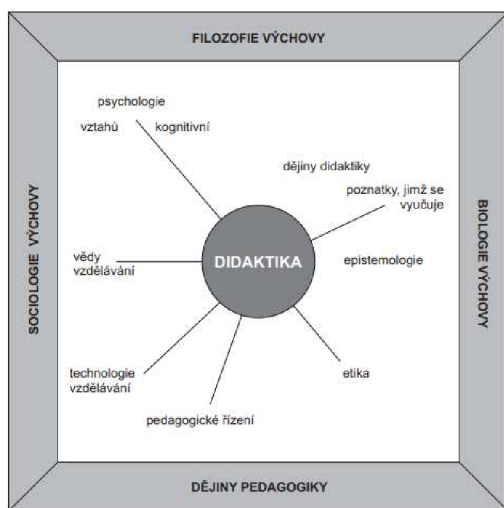 FILOZOFIE VÝCHOVY
psychologie
vztahů kognitivní
dějiny didaktiky
poznatky, jimž se
vyučuje
SOCIOLOGIE VÝCHOVY
BIOLOGIE VÝCHOVY
vědy
vzdělávání
DIDAKTIKA
epistemologie
technologie
vzdělávání
etika
pedagogické řízení
DĚJINY PEDAGOGIKY